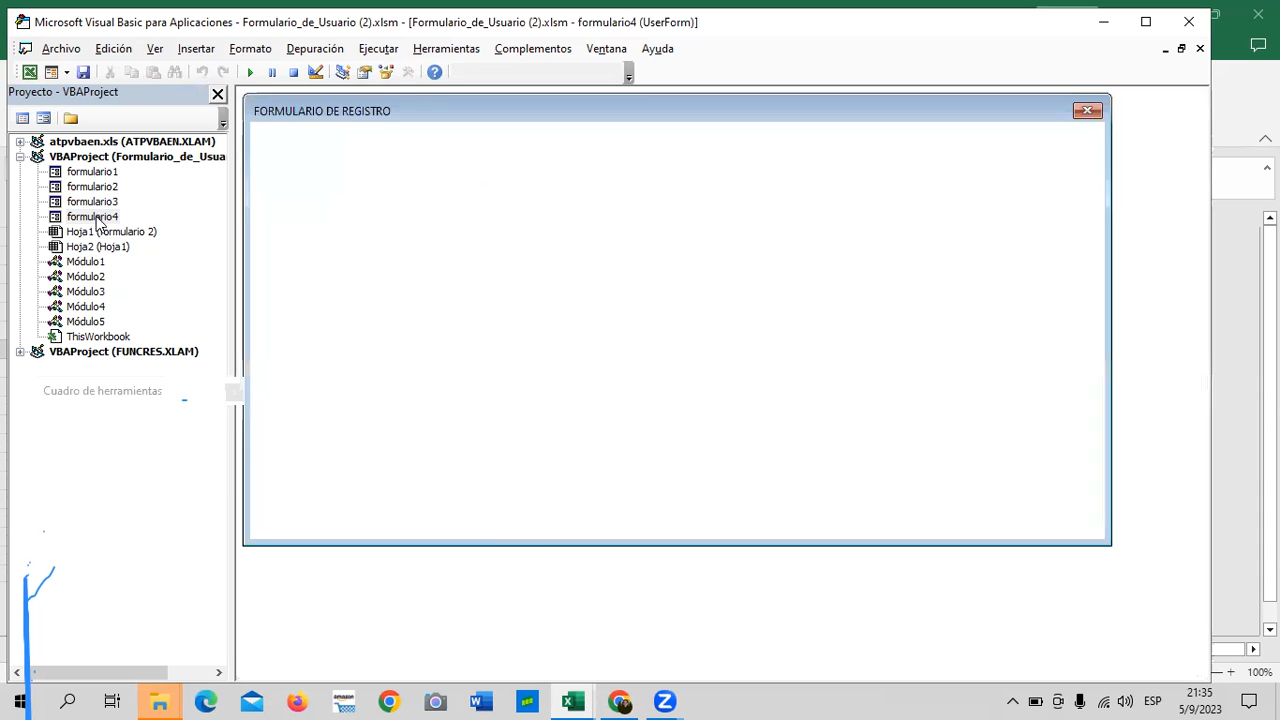 Microsoft Visual Basic para Aplicaciones - Formulario_de_Usuario (2).xlsm - [Formulario_de_Usuario (2).xlsm - formulario4 (UserForm)]
Archivo Edición Ver Insertar Formato Depuración Ejecutar Herramientas Complementos Ventana Ayuda
Proyecto - VBAProject
FORMULARIO DE REGISTRO
atpvbaen.xls (ATPVBAEN.XLAM)
VBAProject (Formulario_de_Usua
formulario1
formulario2
formulario3
formulario4
Hoja1 (formulario 2)
Hoja2 (Hoja1)
Módulo1
Módulo2
Módulo3
Módulo4
Módulo5
ThisWorkbook
VBAProject (FUNCRES.XLAM)
Cuadro de herramientas
100%
amazon
ESP
21:35
5/9/2023